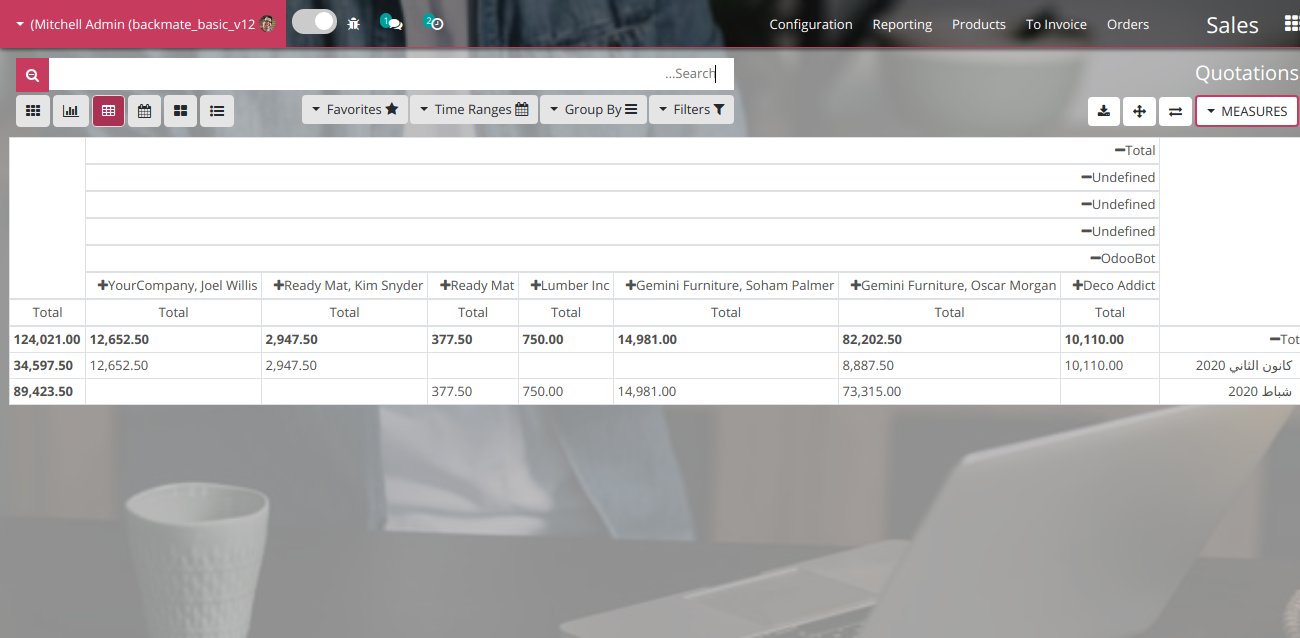 (Mitchell Admin (backmate_basic_v12 1 2 Configuration Reporting Products To Invoice Orders Sales
...Search Quotations
Favorites Time Ranges Group By Filters MEASURES
Total
Undefined
Undefined
Undefined
OdooBot
YourCompany, Joel Willis Ready Mat, Kim Snyder Ready Mat Lumber Inc Gemini Furniture, Soham Palmer Gemini Furniture, Oscar Morgan Deco Addict
Total Total Total Total Total Total Total Total
124,021.00 12,652.50 2,947.50 377.50 750.00 14,981.00 82,202.50 10,110.00 Tot
34,597.50 12,652.50 2,947.50 8,887.50 10,110.00 كانون الثاني 2020
89,423.50 377.50 750.00 14,981.00 73,315.00 شباط 2020